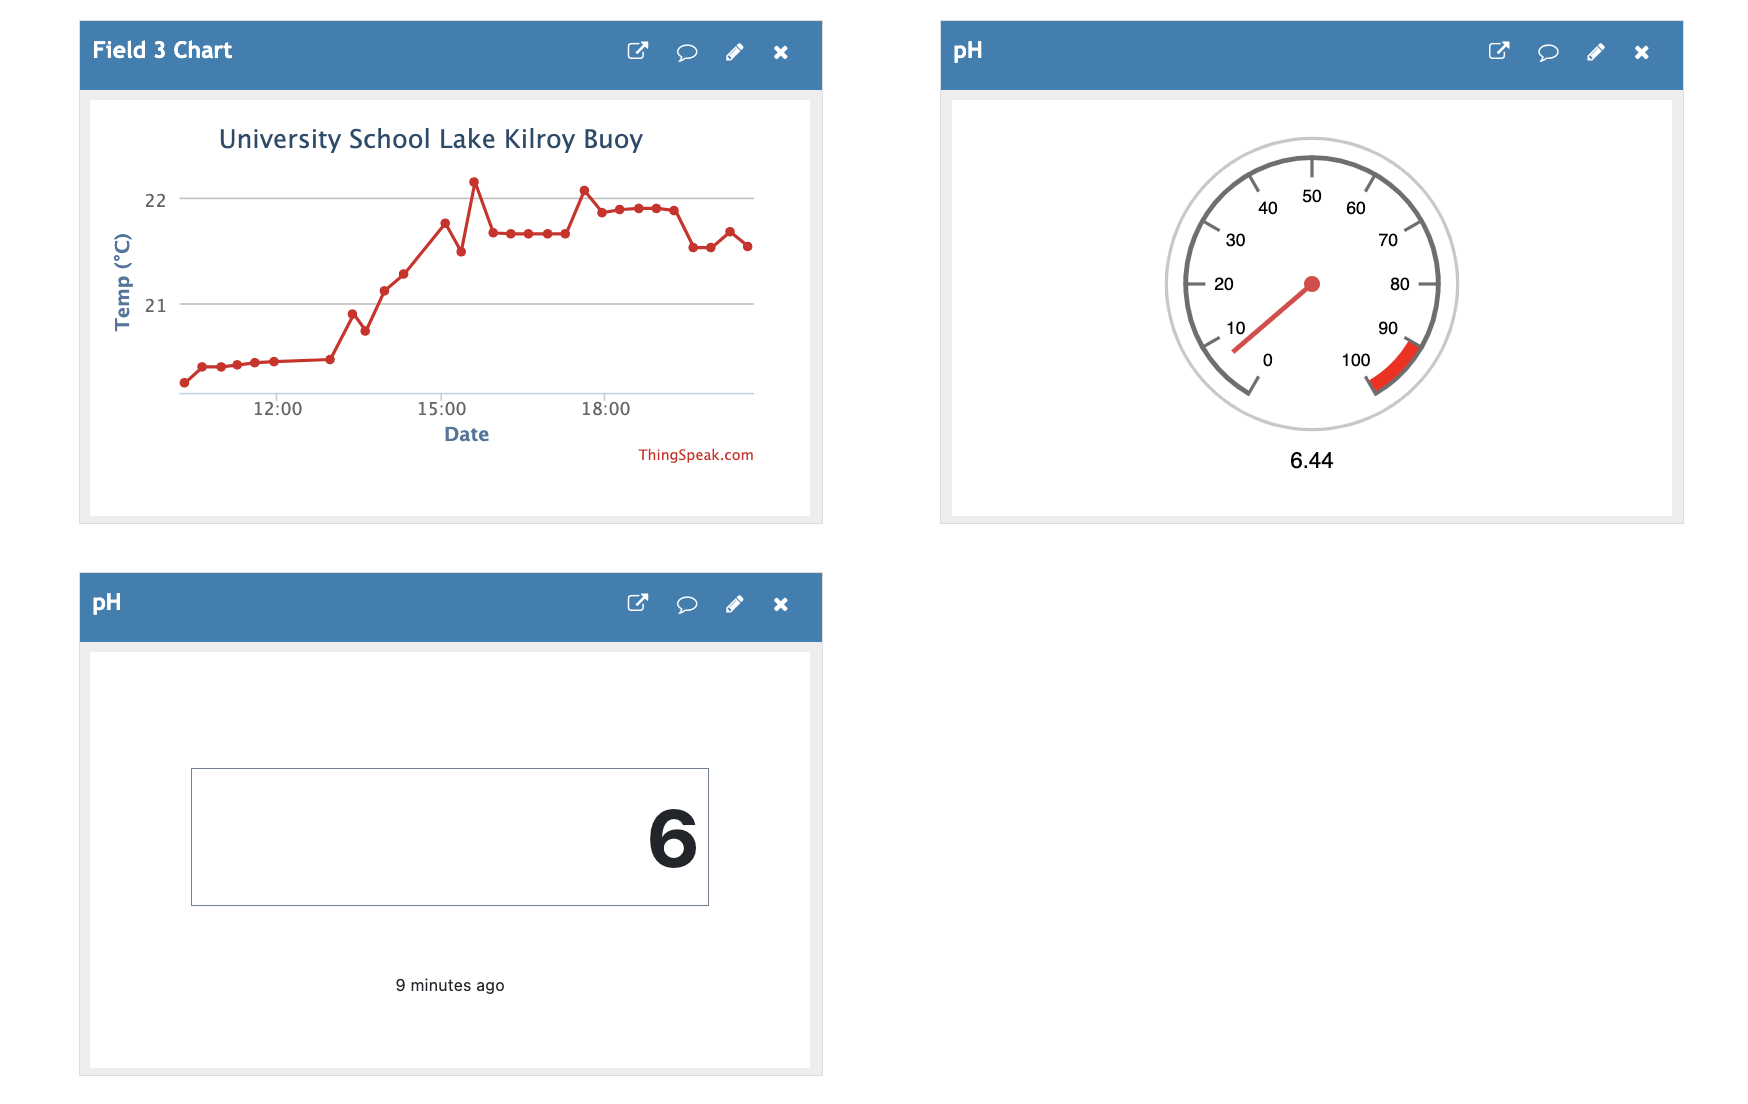 Field 3 Chart
University School Lake Kilroy Buoy
22
21
Temp (°C)
12:00 15:00 18:00
Date
ThingSpeak.com
pH
0
10
20
30
40
50
60
70
80
90
100
6.44
pH
6
9 minutes ago